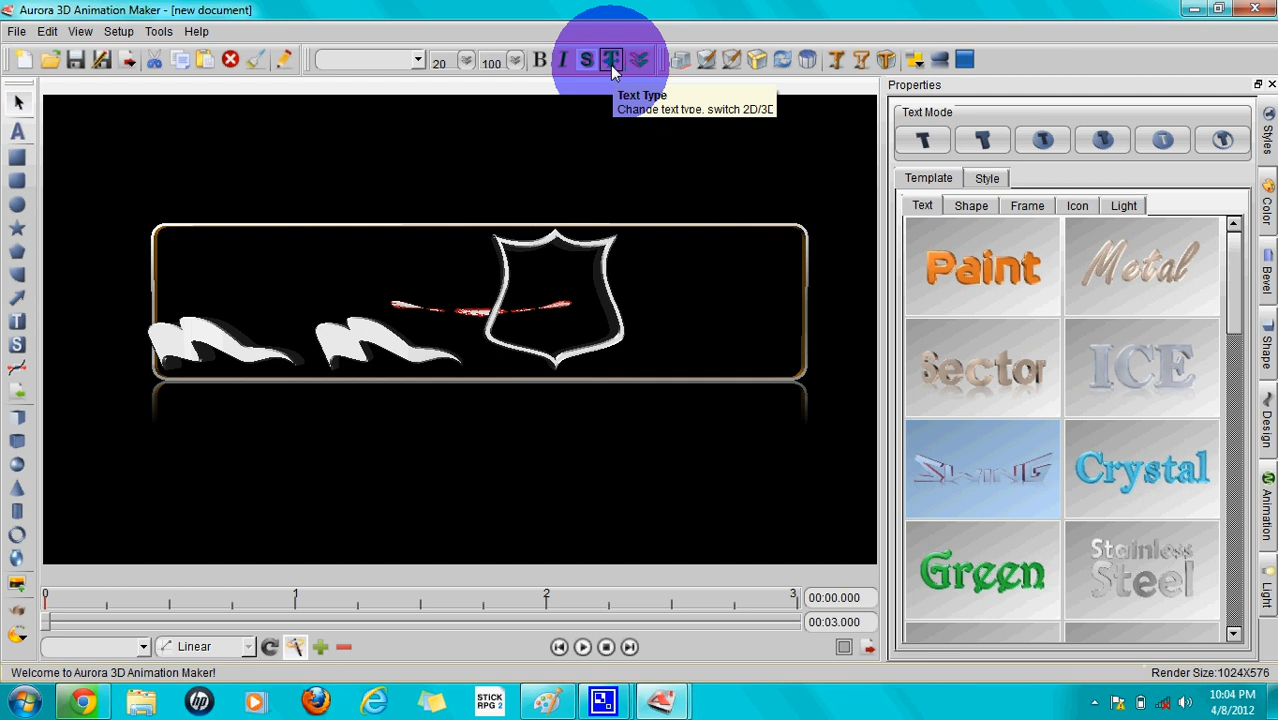 Aurora 3D Animation Maker - [new document]
File Edit View Setup Tools Help
20 100 B I S T
Text Type
Change text type, switch 2D/3D
Properties
Text Mode
Template Style
Text Shape Frame Icon Light
Paint Metal
Sector ICE
SWING Crystal
Green Stainless Steel
Styles
Color
Bevel
Shape
Design
Animation
Light
0 1 2 3
00:00.000
00:03.000
Linear
Welcome to Aurora 3D Animation Maker!
Render Size:1024X576
hp
STICK
RPG 2
10:04 PM
4/8/2012